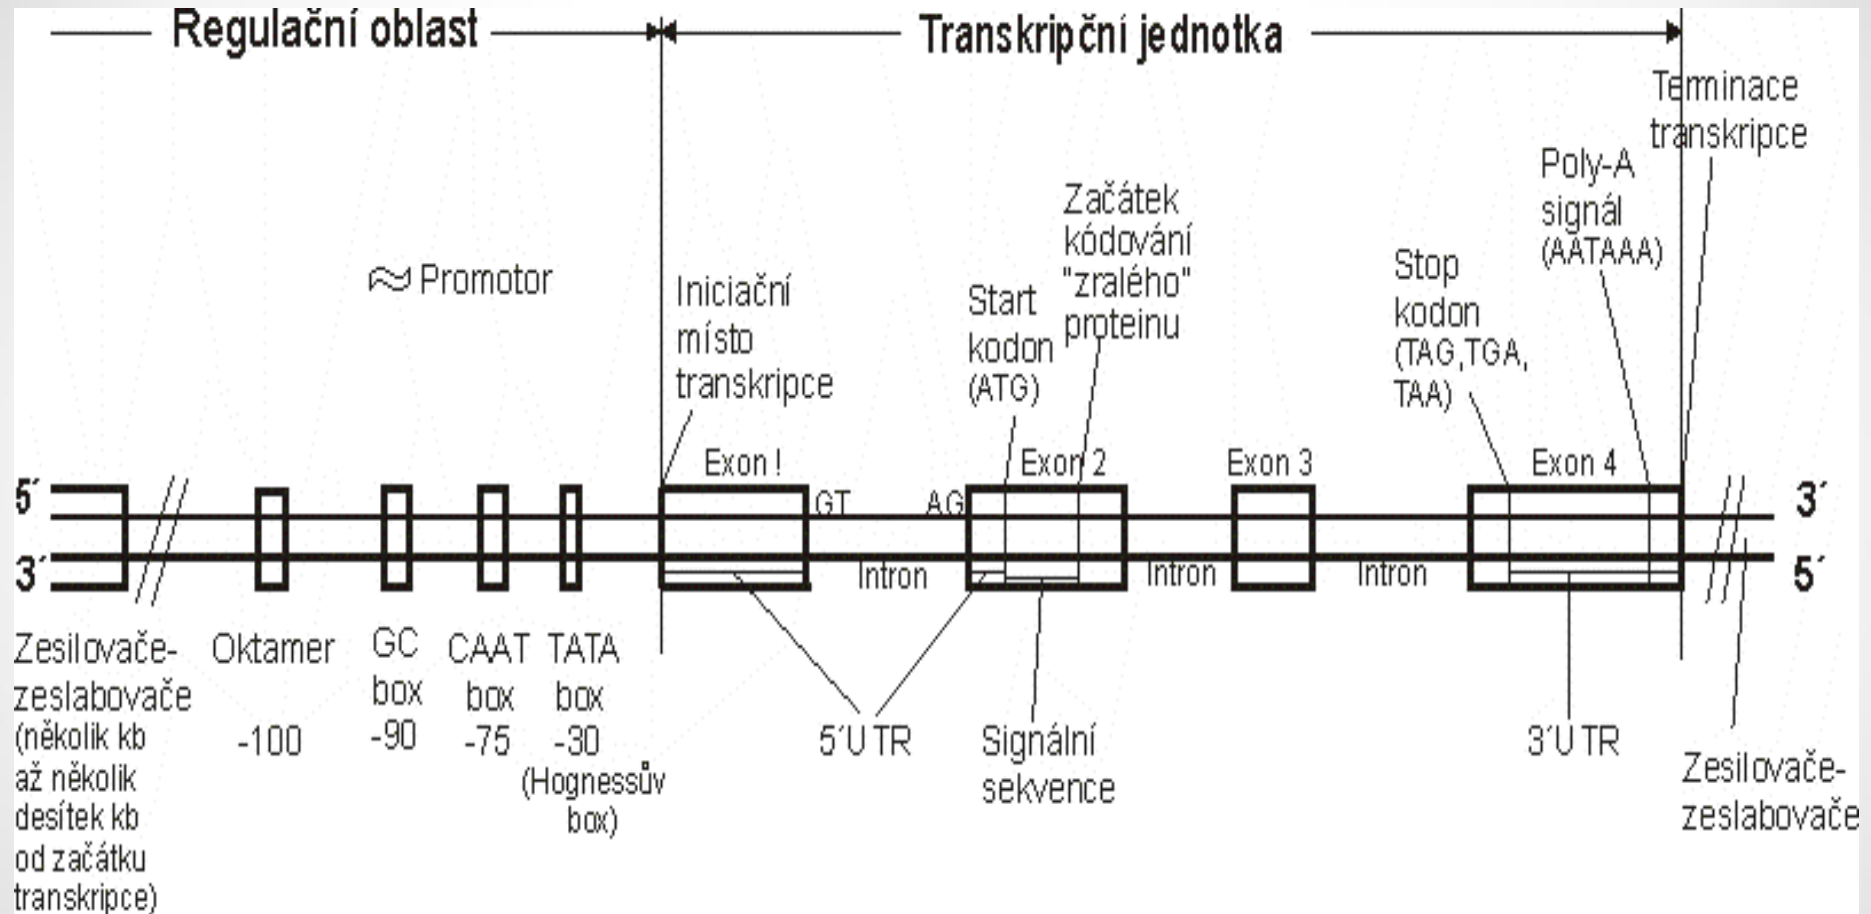 Regulační oblast
Transkripční jednotka
Terminace
transkripce
Poly-A
signál
(AATAAA)
Začátek
kódování
"zralého"
proteinu
Stop
kodon
(TAG,TGA,
TAA)
Promotor
Iniciační
místo
transkripce
Start
kodon
(ATG)
Exon !
Exon 2
Exon 3
Exon 4
5´
GT
AG
3´
3´
Intron
Intron
Intron
5´
Zesilovače-
zeslabovače
(několik kb
až několik
desítek kb
od začátku
transkripce)
Oktamer
-100
GC
box
-90
CAAT
box
-75
TATA
box
-30
(Hognessův
box)
5´U TR
Signální
sekvence
3´U TR
Zesilovače-
zeslabovače